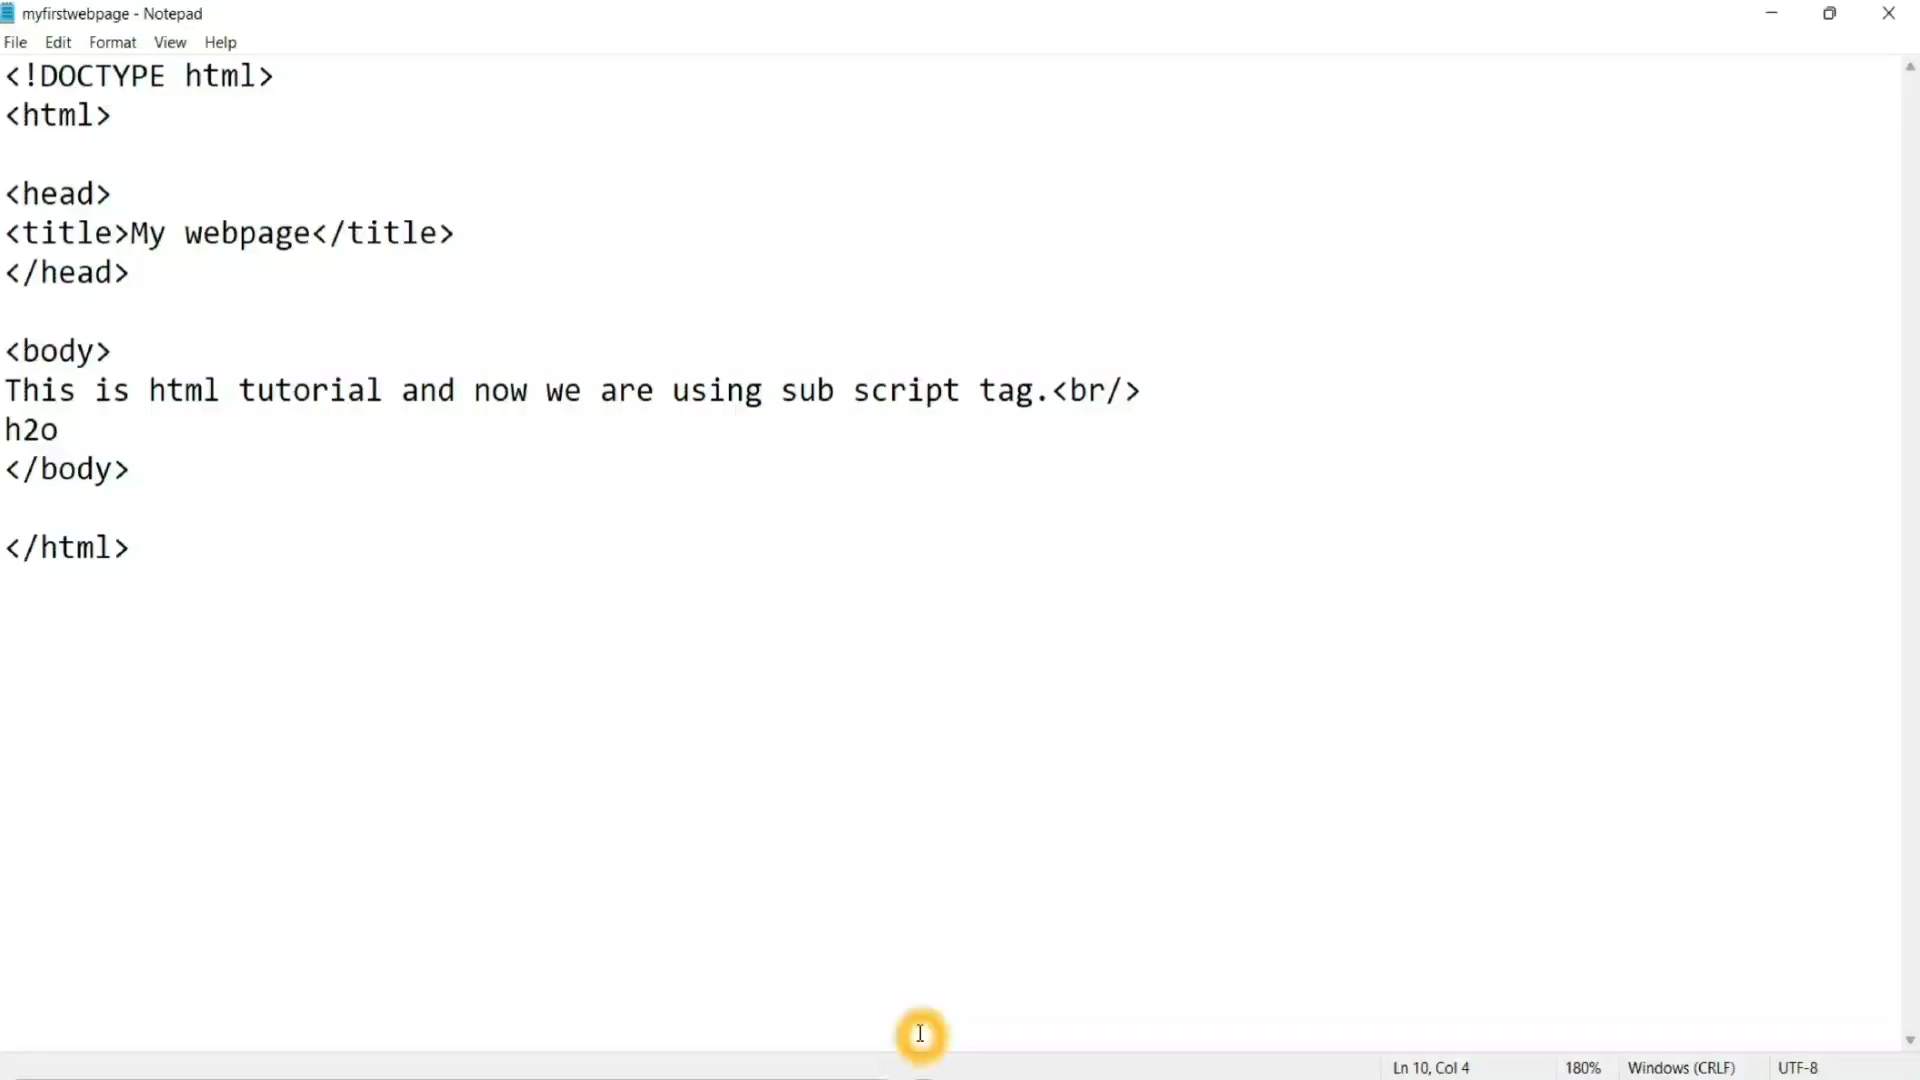 myfirstwebpage - Notepad
File Edit Format View Help
<!DOCTYPE html>
<html>
<head>
<title>My webpage</title>
</head>
<body>
This is html tutorial and now we are using sub script tag.<br/>
h2o
</body>
</html>
Ln 10, Col 4 180% Windows (CRLF) UTF-8